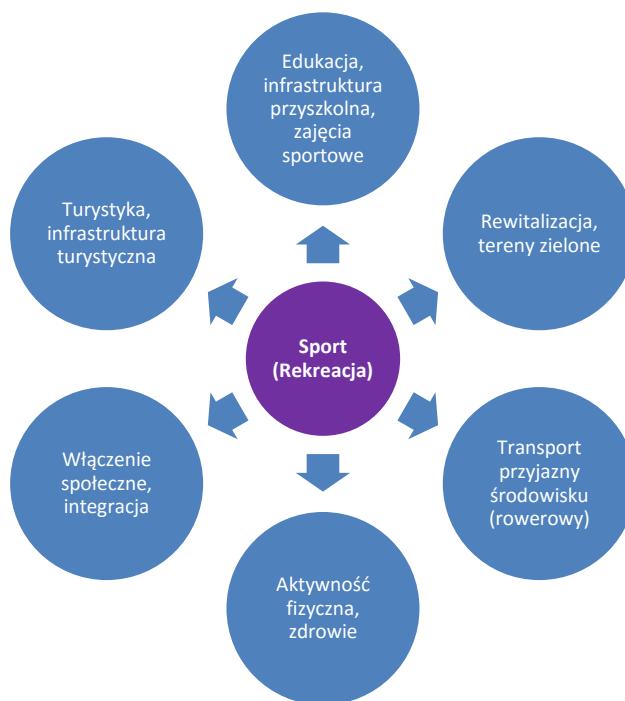 Edukacja,
infrastruktura
przyszkolna,
zajęcia
sportowe
Turystyka,
infrastruktura
turystyczna
Rewitalizacja,
tereny zielone
Sport
(Rekreacja)
Włączenie
społeczne,
integracja
Transport
przyjazny
środowisku
(rowerowy)
Aktywność
fizyczna,
zdrowie